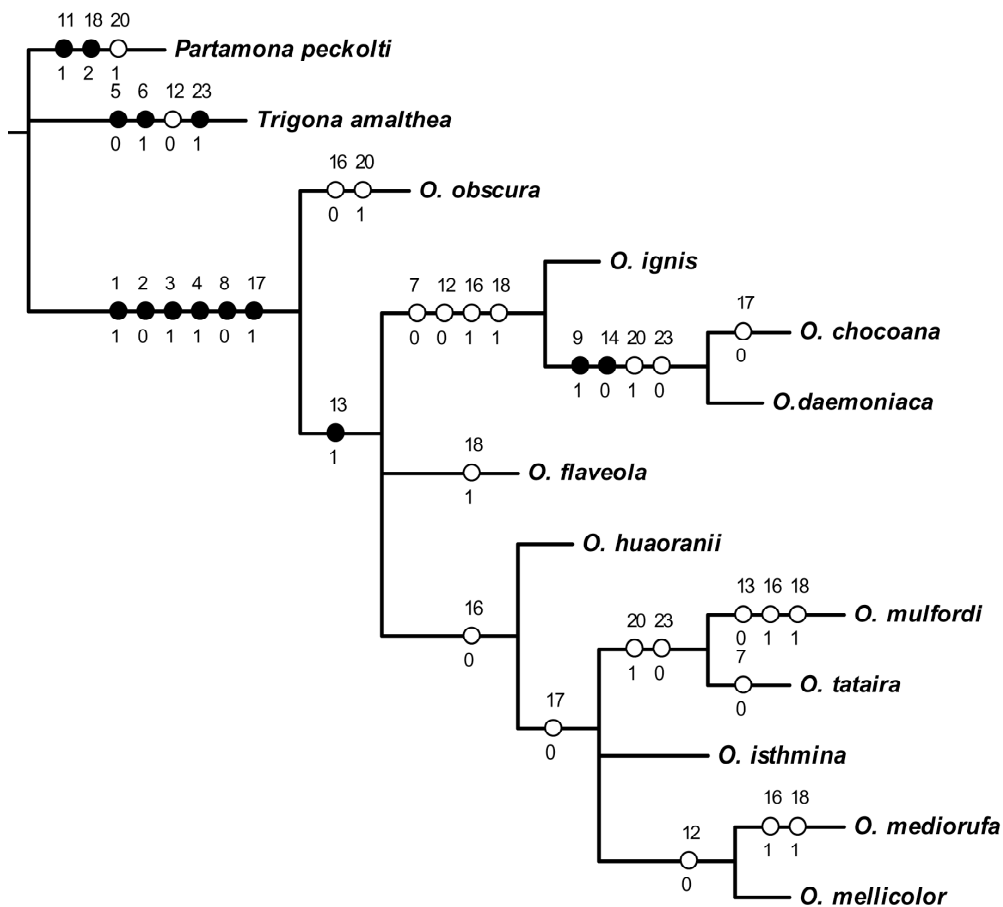 11 18 20
Partamona peckolti
1 2 1
5 6 12 23
Trigona amalthea
0 1 0 1
16 20
O. obscura
0 1
O. ignis
1 2 3 4 8 17
7 12 16 18
17
O. chocoana
1 0 1 1 0 1
0 0 1 1
0
9 14 20 23
1 0 1 0
O.daemoniaca
13
1
18
O. flaveola
1
O. huaoranii
16
0
20 23
13 16 18
O. mulfordi
1 0
0 1 1
7
O. tataira
0
17
0
O. isthmina
16 18
O. mediorufa
1 1
12
0
O. mellicolor